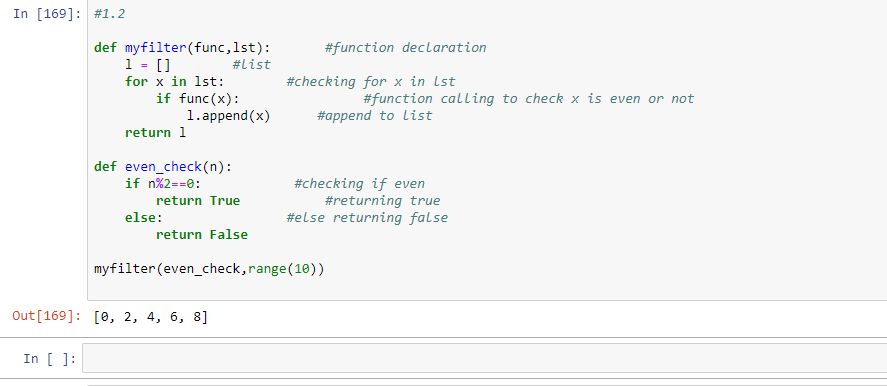 In [169]: #1.2
def myfilter(func,lst): #function declaration
l = [] #list
for x in lst: #checking for x in lst
if func(x): #function calling to check x is even or not
l.append(x) #append to list
return l
def even_check(n):
if n%2==0: #checking if even
return True #returning true
else: #else returning false
return False
myfilter(even_check,range(10))
Out[169]: [0, 2, 4, 6, 8]
In [ ]: